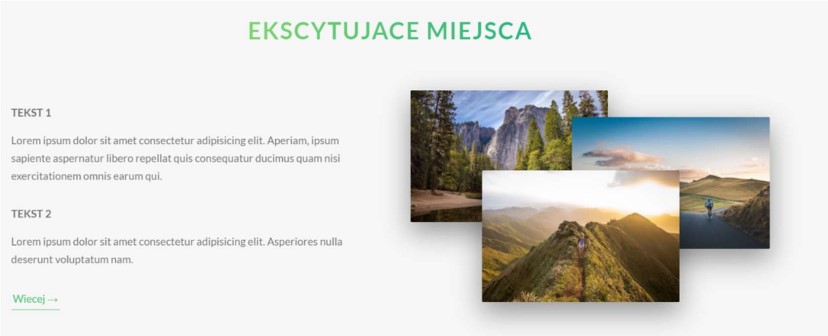 EKSCYTUJACE MIEJSCA
TEKST 1
Lorem ipsum dolor sit amet consectetur adipisicing elit. Aperiam, ipsum
sapiente aspernatur libero repellat quis consequatur ducimus quam nisi
exercitationem omnis earum qui.
TEKST 2
Lorem ipsum dolor sit amet consectetur adipisicing elit. Asperiores nulla
deserunt voluptatum nam.
Wiecej →